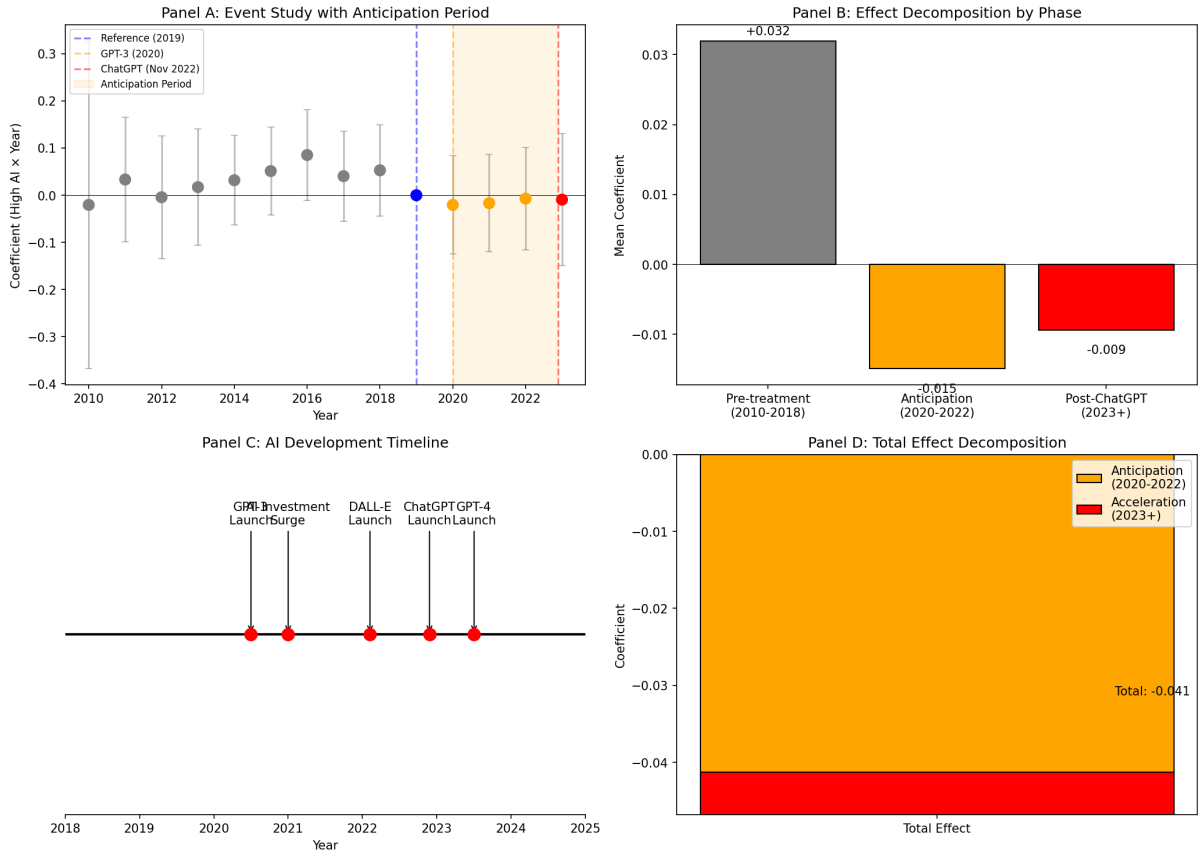 Panel A: Event Study with Anticipation Period
Coefficient (High AI × Year)
0.3
0.2
0.1
0.0
−0.1
−0.2
−0.3
−0.4
Reference (2019)
GPT-3 (2020)
ChatGPT (Nov 2022)
Anticipation Period
2010
2012
2014
2016
2018
2020
2022
Year
Panel B: Effect Decomposition by Phase
Mean Coefficient
0.03
0.02
0.01
0.00
−0.01
+0.032
-0.015
-0.009
Pre-treatment
(2010-2018)
Anticipation
(2020-2022)
Post-ChatGPT
(2023+)
Panel C: AI Development Timeline
GPT-3
Launch
AI Investment
Surge
DALL-E
Launch
ChatGPT
Launch
GPT-4
Launch
2018
2019
2020
2021
2022
2023
2024
2025
Year
Panel D: Total Effect Decomposition
Coefficient
0.00
−0.01
−0.02
−0.03
−0.04
Anticipation
(2020-2022)
Acceleration
(2023+)
Total: -0.041
Total Effect